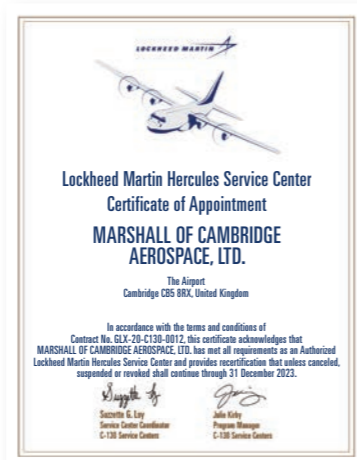 LOCKHEED MARTIN
Lockheed Martin Hercules Service Center
Certificate of Appointment
MARSHALL OF CAMBRIDGE
AEROSPACE, LTD.
The Airport
Cambridge CB5 8RX, United Kingdom
In accordance with the terms and conditions of
Contract No. GLX-20-C130-0012, this certificate acknowledges that
MARSHALL OF CAMBRIDGE AEROSPACE, LTD. has met all requirements as an Authorized
Lockheed Martin Hercules Service Center and provides recertification that unless canceled,
suspended or revoked shall continue through 31 December 2023.
Suzette G. Loy Julie Kirby
Service Center Coordinator Program Manager
C-130 Service Centers C-130 Service Centers